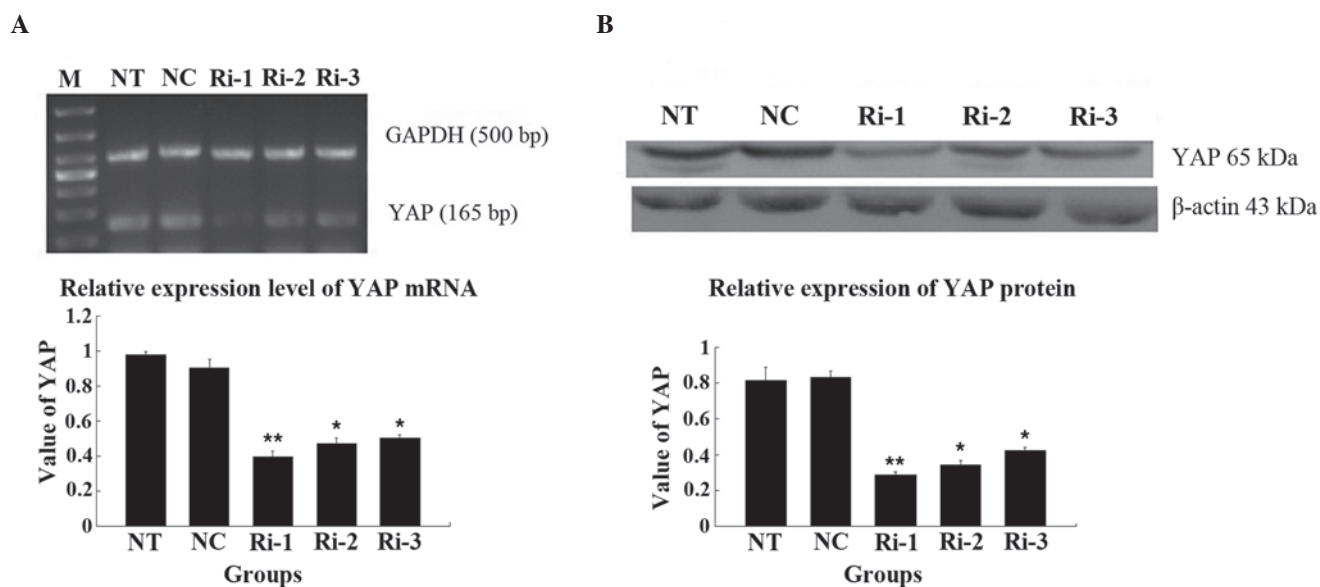 A
M NT NC Ri-1 Ri-2 Ri-3
GAPDH (500 bp)
YAP (165 bp)
Relative expression level of YAP mRNA
Value of YAP
1.2
1
0.8
0.6
0.4
0.2
0
** * *
NT NC Ri-1 Ri-2 Ri-3
Groups
B
NT NC Ri-1 Ri-2 Ri-3
YAP 65 kDa
β-actin 43 kDa
Relative expression of YAP protein
Value of YAP
1
0.8
0.6
0.4
0.2
0
** * *
NT NC Ri-1 Ri-2 Ri-3
Groups